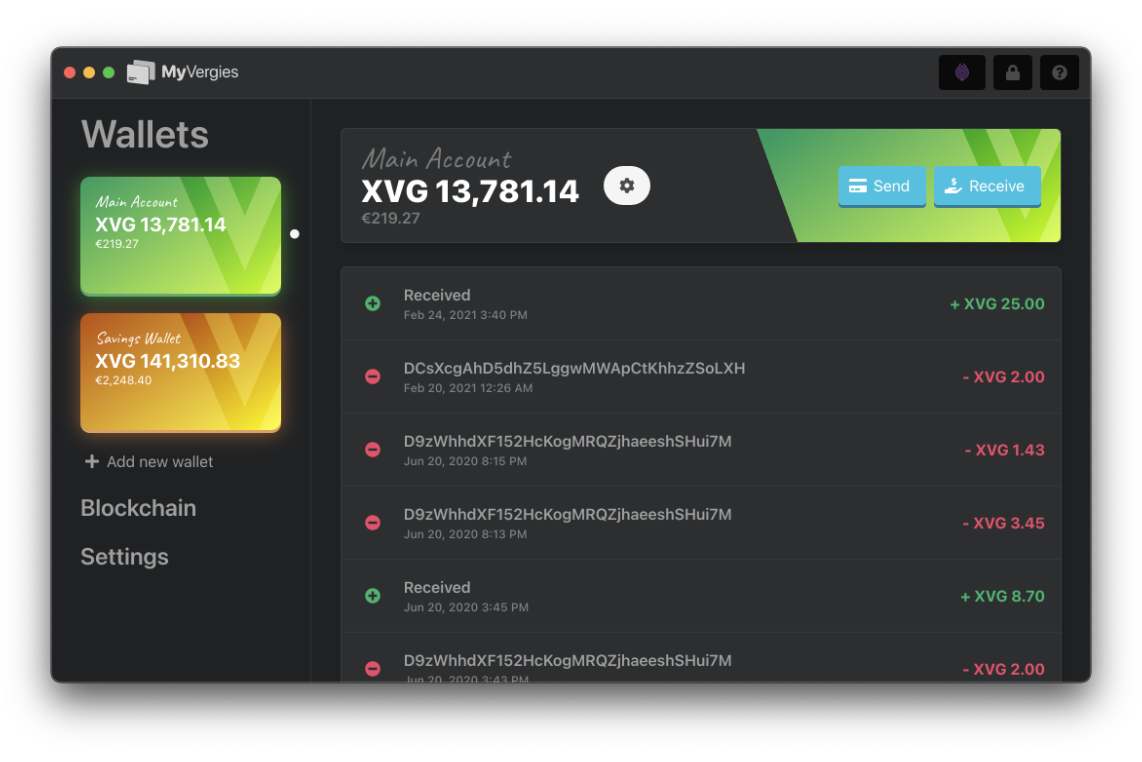 MyVergies
Wallets
Main Account
XVG 13,781.14
€219.27
Savings Wallet
XVG 141,310.83
€2,248.40
Add new wallet
Blockchain
Settings
Main Account
XVG 13,781.14
€219.27
Send
Receive
Received
Feb 24, 2021 3:40 PM
+ XVG 25.00
DCsXcgAhD5dhZ5LggwMWApCtKhhzZSoLXH
Feb 20, 2021 12:26 AM
- XVG 2.00
D9zWhhdXF152HcKogMRQZjhaeeshSHui7M
Jun 20, 2020 8:15 PM
- XVG 1.43
D9zWhhdXF152HcKogMRQZjhaeeshSHui7M
Jun 20, 2020 8:13 PM
- XVG 3.45
Received
Jun 20, 2020 3:45 PM
+ XVG 8.70
D9zWhhdXF152HcKogMRQZjhaeeshSHui7M
Jun 20, 2020 3:43 PM
- XVG 2.00